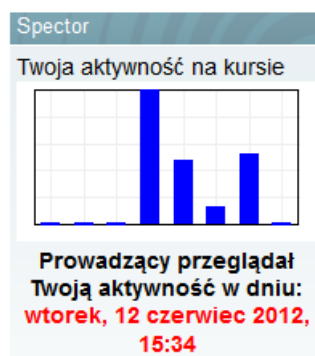 Spector
Twoja aktywność na kursie
Prowadzący przeglądał
Twoją aktywność w dniu:
wtorek, 12 czerwiec 2012,
15:34